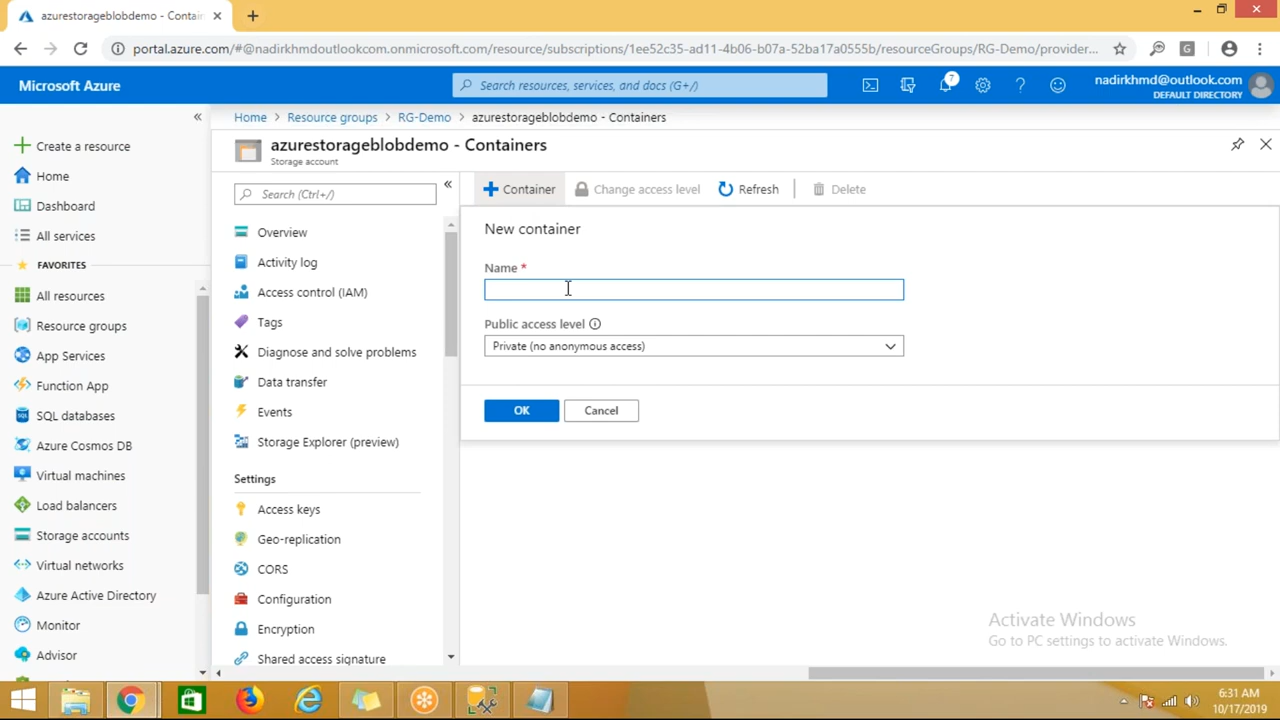 azurestorageblobdemo - Contain
portal.azure.com/#@nadirkhmdoutlookcom.onmicrosoft.com/resource/subscriptions/1ee52c35-ad11-4b06-b07a-52ba17a0555b/resourceGroups/RG-Demo/provider...
Microsoft Azure
Search resources, services, and docs (G+/)
7
nadirkhmd@outlook.com
DEFAULT DIRECTORY
Create a resource
Home
Dashboard
All services
FAVORITES
All resources
Resource groups
App Services
Function App
SQL databases
Azure Cosmos DB
Virtual machines
Load balancers
Storage accounts
Virtual networks
Azure Active Directory
Monitor
Advisor
Home > Resource groups > RG-Demo > azurestorageblobdemo - Containers
azurestorageblobdemo - Containers
Storage account
Search (Ctrl+/)
Overview
Activity log
Access control (IAM)
Tags
Diagnose and solve problems
Data transfer
Events
Storage Explorer (preview)
Settings
Access keys
Geo-replication
CORS
Configuration
Encryption
Shared access signature
Container
Change access level
Refresh
Delete
New container
Name *
Public access level
Private (no anonymous access)
OK
Cancel
Activate Windows
Go to PC settings to activate Windows.
6:31 AM
10/17/2019